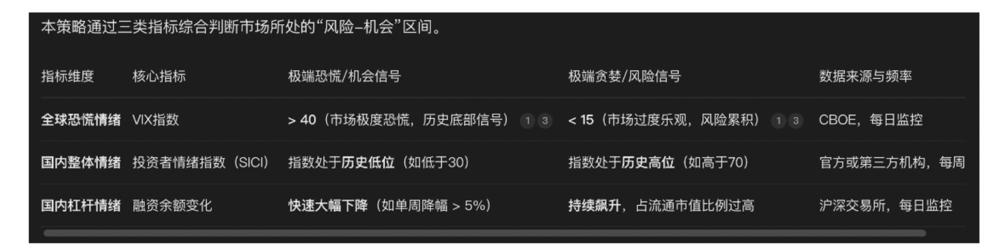 本策略通过三类指标综合判断市场所处的“风险–机会”区间。
指标维度 核心指标 极端恐慌/机会信号 极端贪婪/风险信号 数据来源与频率
全球恐慌情绪 VIX指数 > 40（市场极度恐慌，历史底部信号） 1 3 < 15（市场过度乐观，风险累积） 1 3 CBOE，每日监控
国内整体情绪 投资者情绪指数（SICI） 指数处于历史低位（如低于30） 指数处于历史高位（如高于70） 官方或第三方机构，每周
国内杠杆情绪 融资余额变化 快速大幅下降（如单周降幅 > 5%） 持续飙升，占流通市值比例过高 沪深交易所，每日监控